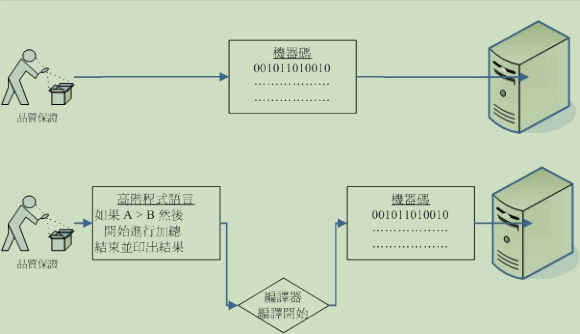 機器碼
001011010010
………………
………………
品質保證
高階程式語言
如果 A > B 然後
開始進行加總
結束並印出結果
機器碼
001011010010
………………
………………
品質保證
編譯器
編譯開始